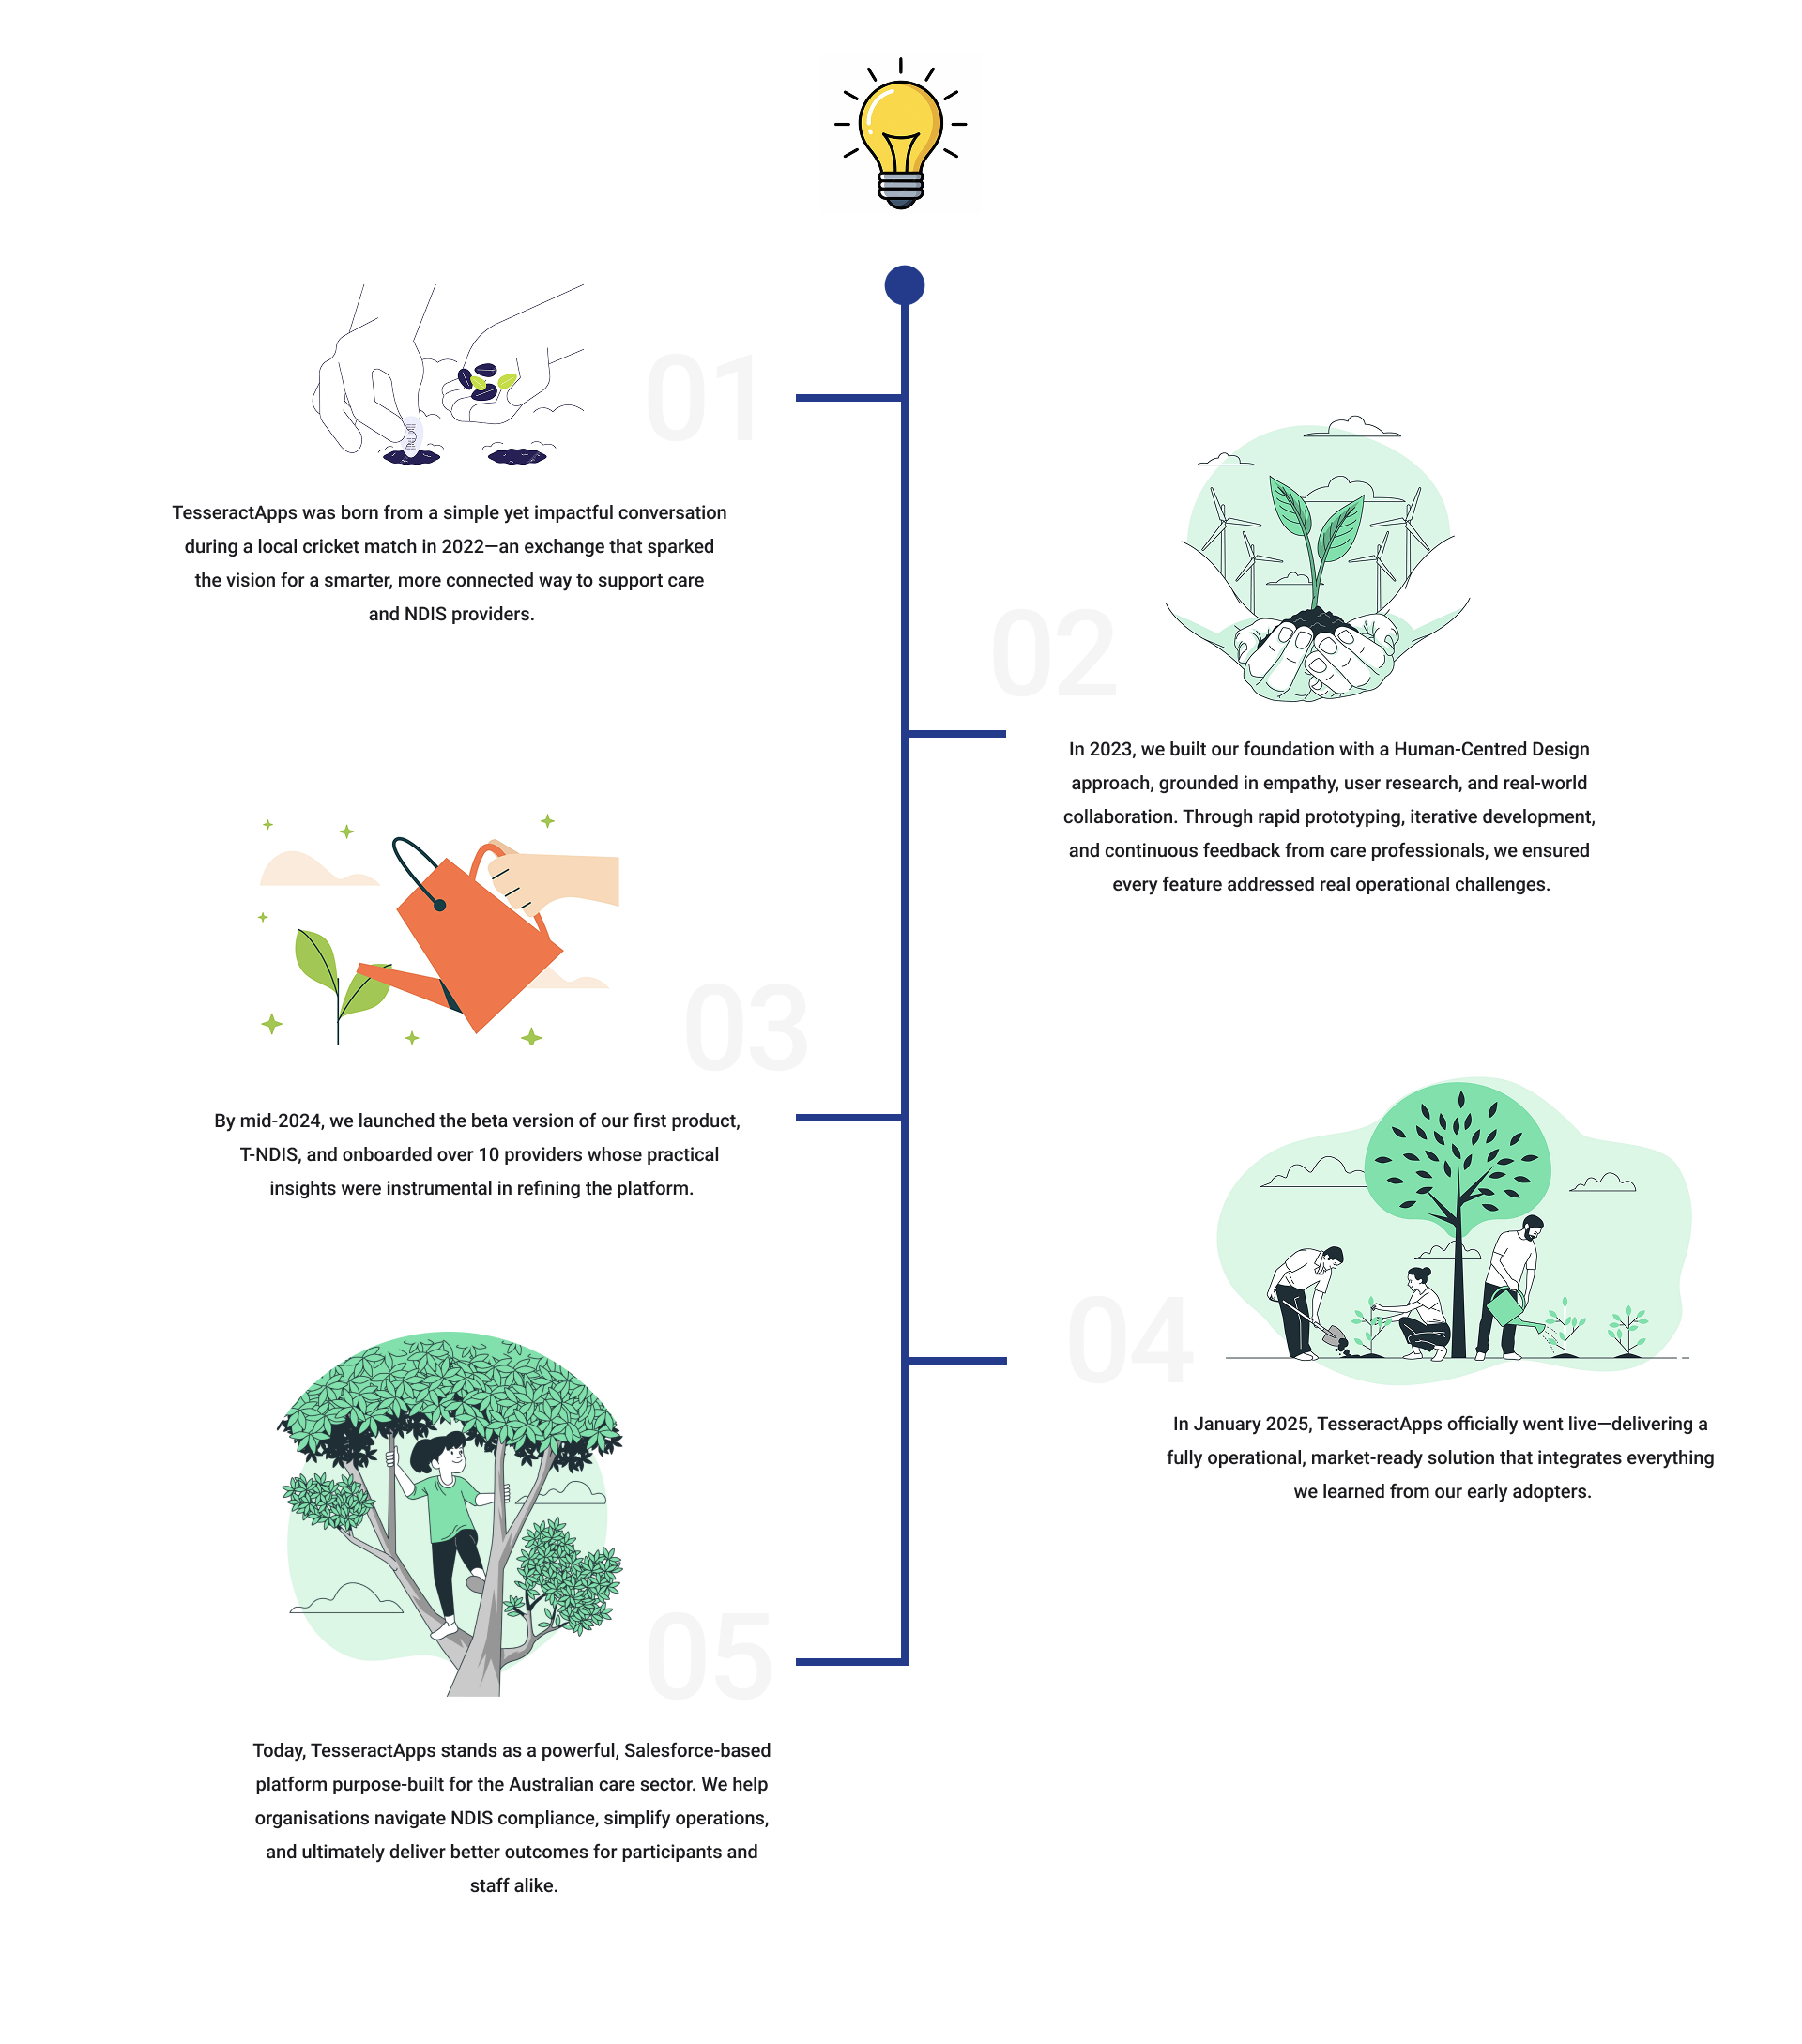 01
TesseractApps was born from a simple yet impactful conversation
during a local cricket match in 2022—an exchange that sparked
the vision for a smarter, more connected way to support care
and NDIS providers.
02
In 2023, we built our foundation with a Human-Centred Design
approach, grounded in empathy, user research, and real-world
collaboration. Through rapid prototyping, iterative development,
and continuous feedback from care professionals, we ensured
every feature addressed real operational challenges.
03
By mid-2024, we launched the beta version of our first product,
T-NDIS, and onboarded over 10 providers whose practical
insights were instrumental in refining the platform.
04
In January 2025, TesseractApps officially went live—delivering a
fully operational, market-ready solution that integrates everything
we learned from our early adopters.
05
Today, TesseractApps stands as a powerful, Salesforce-based
platform purpose-built for the Australian care sector. We help
organisations navigate NDIS compliance, simplify operations,
and ultimately deliver better outcomes for participants and
staff alike.